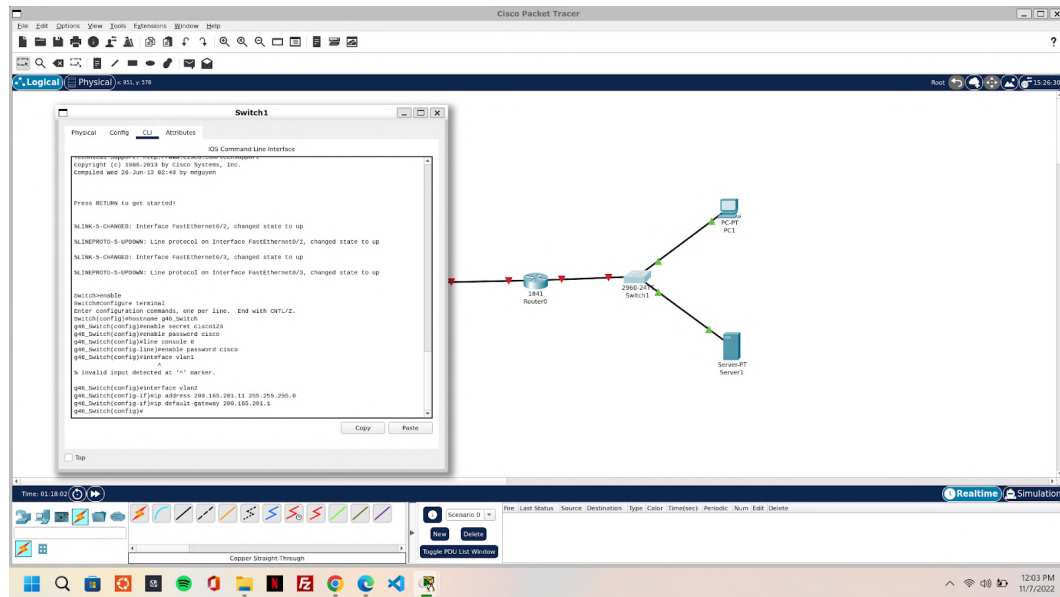 Cisco Packet Tracer
File Edit Options View Tools Extensions Window Help
?
Logical Physical x: 951, y: 578
Root 15:26:30
Switch1
Physical Config CLI Attributes
IOS Command Line Interface
Copyright (c) 1986-2013 by Cisco Systems, Inc.
Compiled Wed 26-Jun-13 02:49 by mnguyen
Press RETURN to get started!
%LINK-5-CHANGED: Interface FastEthernet0/2, changed state to up
%LINEPROTO-5-UPDOWN: Line protocol on Interface FastEthernet0/2, changed state to up
%LINK-5-CHANGED: Interface FastEthernet0/3, changed state to up
%LINEPROTO-5-UPDOWN: Line protocol on Interface FastEthernet0/3, changed state to up
Switch>enable
Switch#configure terminal
Enter configuration commands, one per line. End with CNTL/Z.
Switch(config)#hostname g46_Switch
g46_Switch(config)#enable secret cisco123
g46_Switch(config)#enable password cisco
g46_Switch(config)#line console 0
g46_Switch(config-line)#enable password cisco
g46_Switch(config)#inteface vlan1
^
% Invalid input detected at '^' marker.
g46_Switch(config)#interface vlan2
g46_Switch(config-if)#ip address 209.165.201.11 255.255.255.0
g46_Switch(config-if)#ip default-gateway 209.165.201.1
g46_Switch(config)#
Copy Paste
Top
PC-PT
PC1
1841
Router0
2960-24TT
Switch1
Server-PT
Server1
Time: 01:18:02
Realtime Simulation
Scenario 0
New Delete
Toggle PDU List Window
Fire Last Status Source Destination Type Color Time(sec) Periodic Num Edit Delete
Copper Straight-Through
12:03 PM
11/7/2022